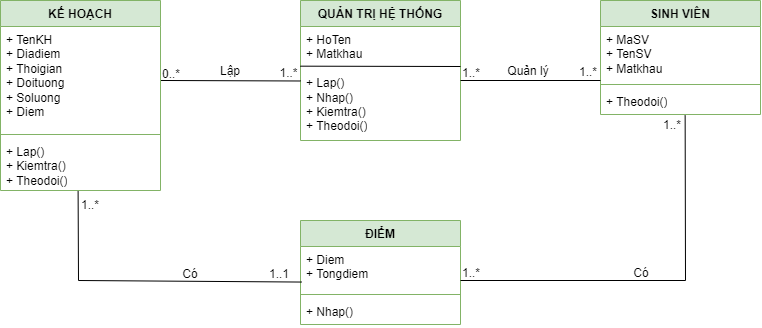 KẾ HOẠCH
+ TenKH
+ Diadiem
+ Thoigian
+ Doituong
+ Soluong
+ Diem
+ Lap()
+ Kiemtra()
+ Theodoi()
0..*
Lập
1..*
QUẢN TRỊ HỆ THỐNG
+ HoTen
+ Matkhau
+ Lap()
+ Nhap()
+ Kiemtra()
+ Theodoi()
1..*
Quản lý
1..*
SINH VIÊN
+ MaSV
+ TenSV
+ Matkhau
+ Theodoi()
1..*
1..*
Có
1..1
ĐIỂM
+ Diem
+ Tongdiem
+ Nhap()
1..*
Có